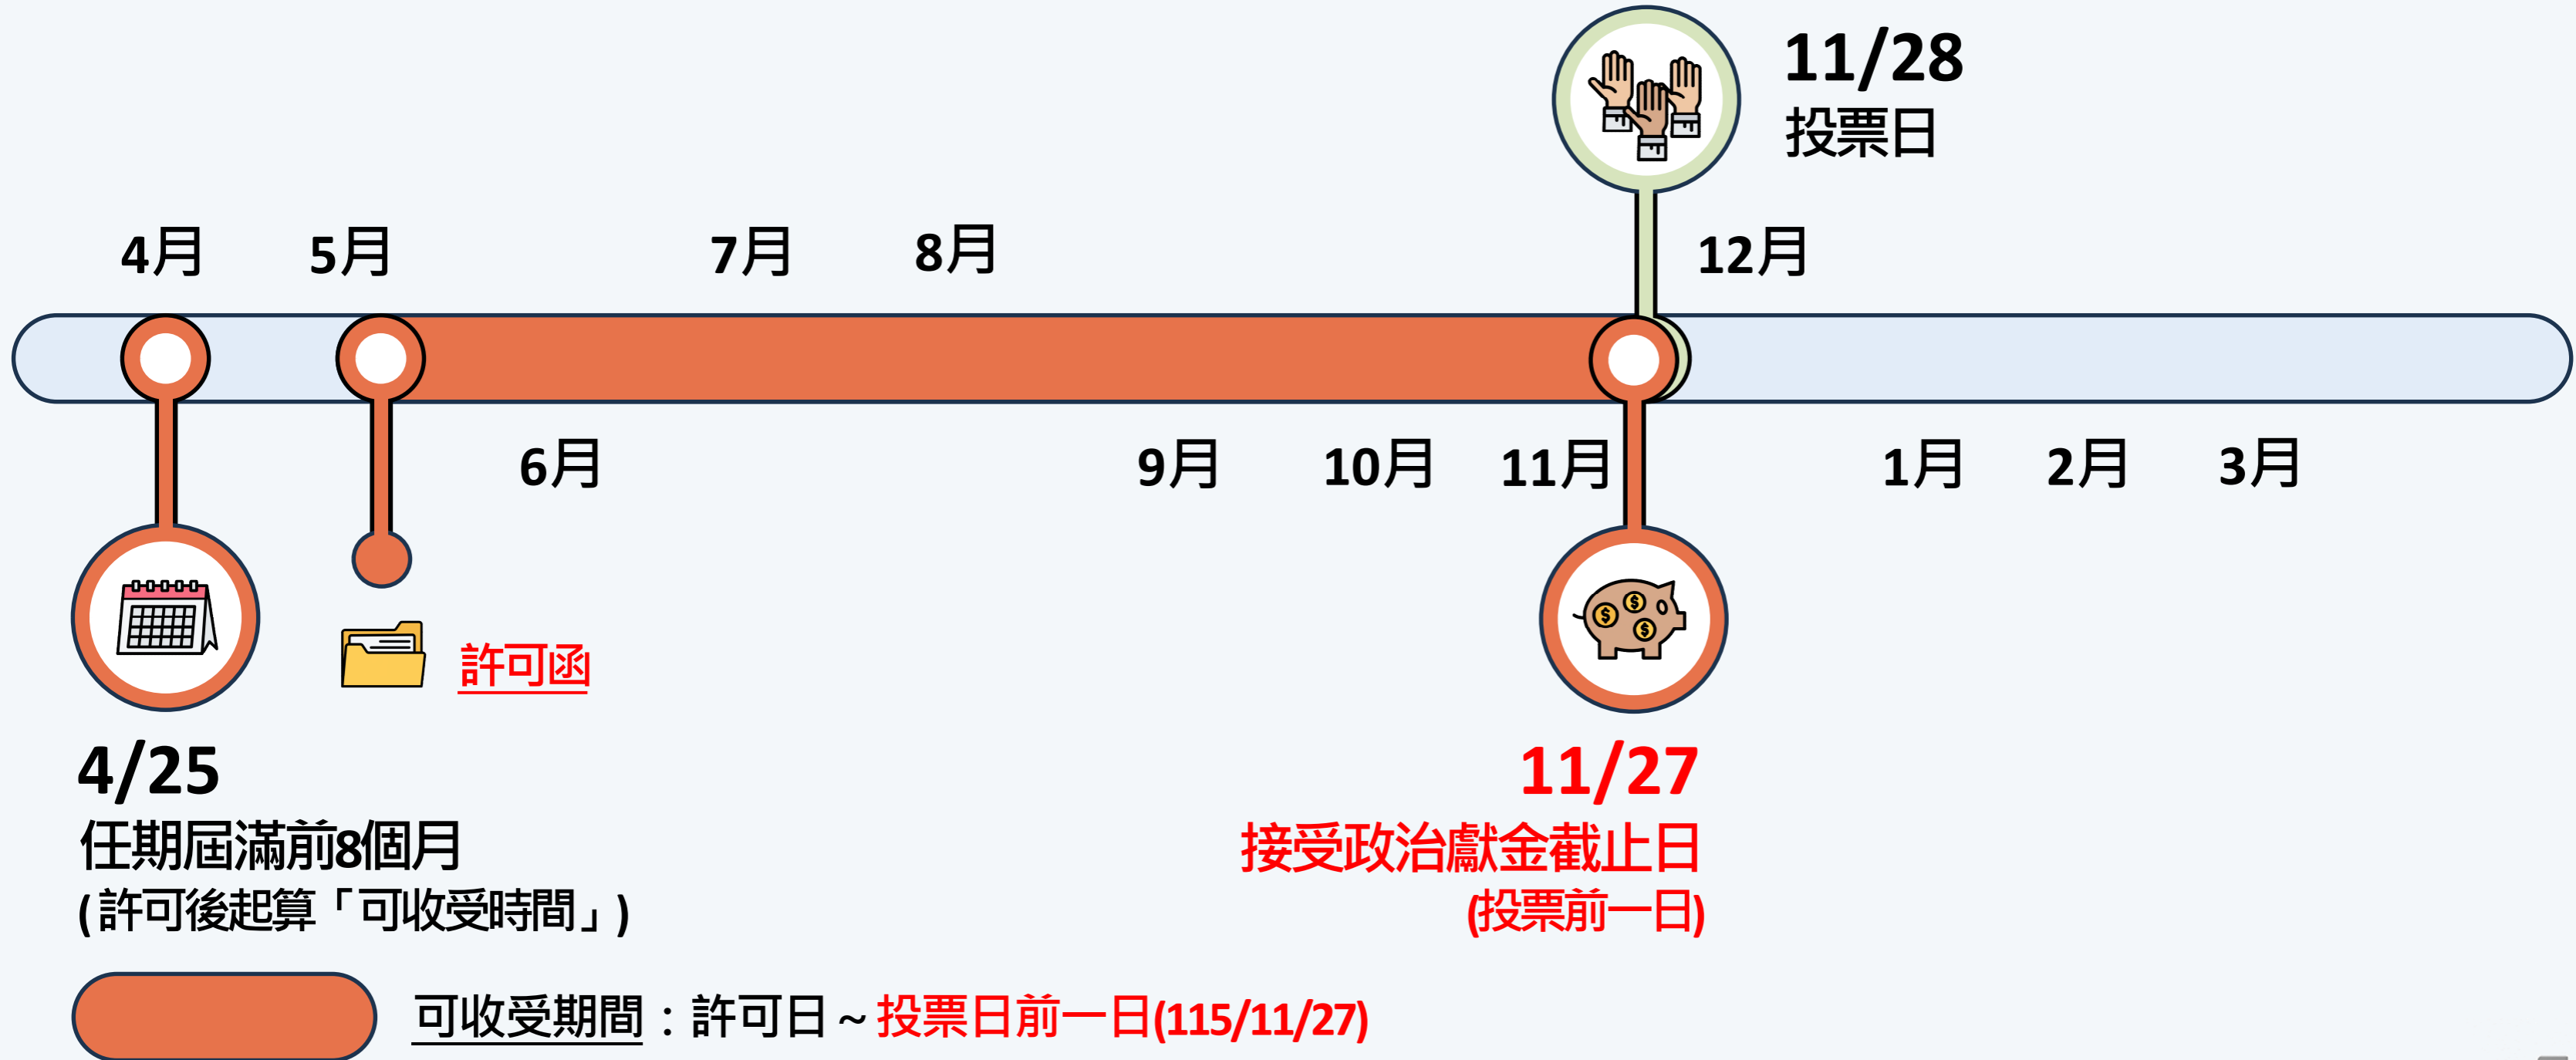 11/28
投票日
4月
5月
7月
8月
12月
6月
9月
10月
11月
1月
2月
3月
許可函
4/25
任期屆滿前8個月
(許可後起算「可收受時間」)
11/27
接受政治獻金截止日
(投票前一日)
可收受期間：許可日~投票日前一日(115/11/27)